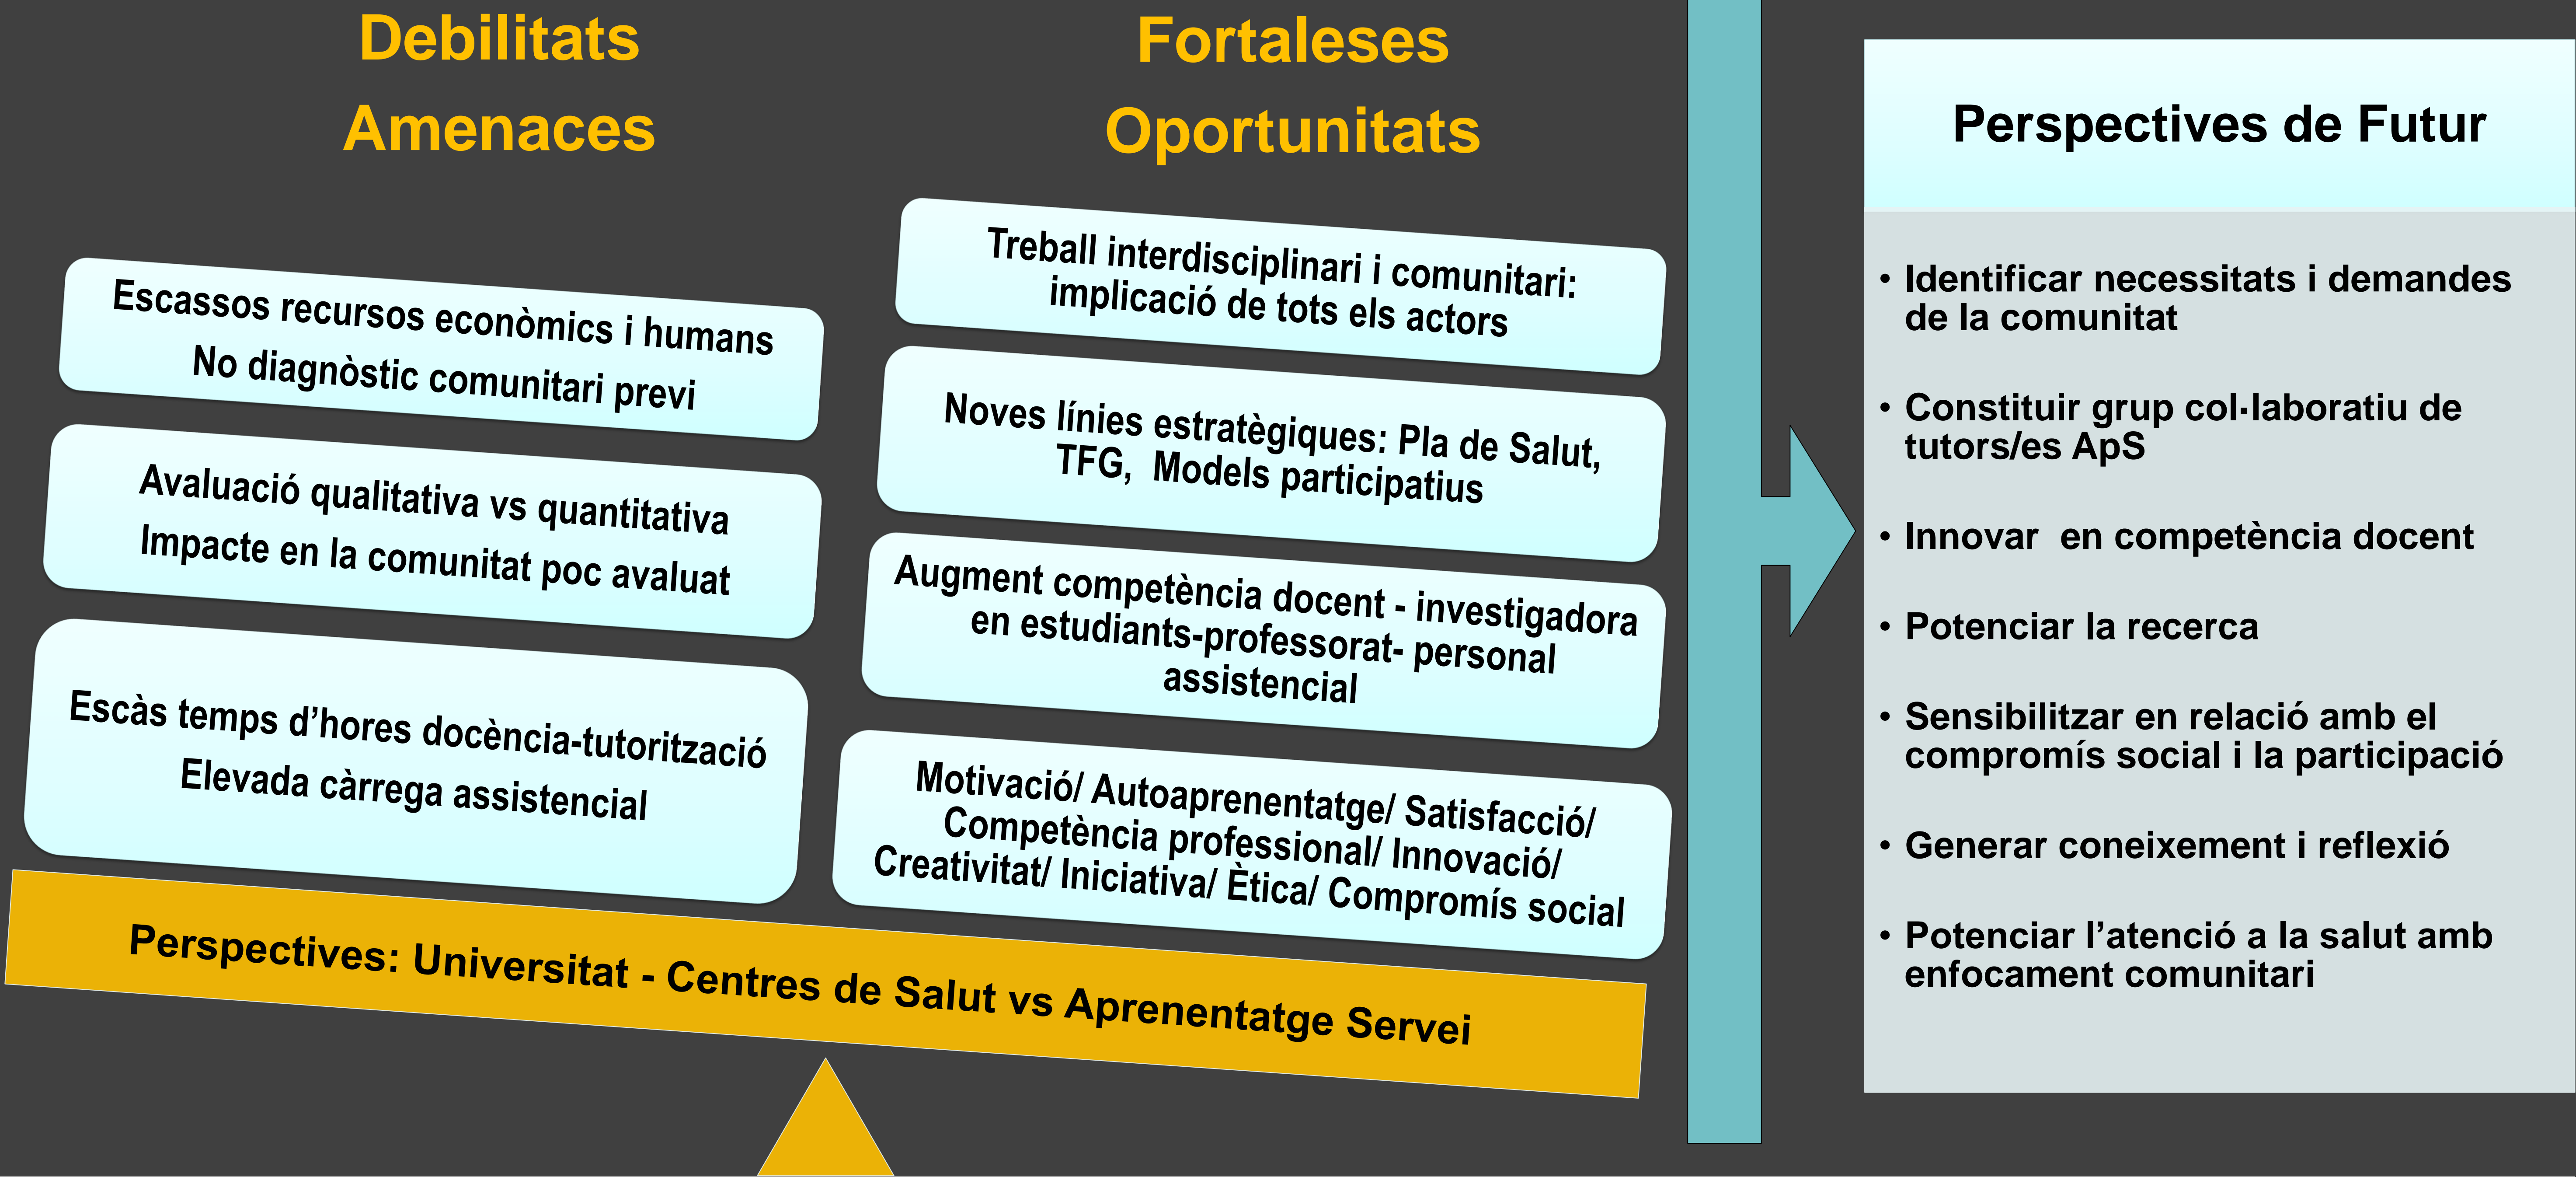 Debilitats
Amenaces
Escassos recursos econòmics i humans
No diagnòstic comunitari previ
Avaluació qualitativa vs quantitativa
Impacte en la comunitat poc avaluat
Escàs temps d’hores docència-tutorització
Elevada càrrega assistencial
Fortaleses
Oportunitats
Treball interdisciplinari i comunitari:
implicació de tots els actors
Noves línies estratègiques: Pla de Salut,
TFG,  Models participatius
Augment competència docent - investigadora
en estudiants-professorat- personal
assistencial
Motivació/ Autoaprenentatge/ Satisfacció/
Competència professional/ Innovació/
Creativitat/ Iniciativa/ Ètica/ Compromís social
Perspectives: Universitat - Centres de Salut vs Aprenentatge Servei
Perspectives de Futur
• Identificar necessitats i demandes
de la comunitat
• Constituir grup col·laboratiu de
tutors/es ApS
• Innovar  en competència docent
• Potenciar la recerca
• Sensibilitzar en relació amb el
compromís social i la participació
• Generar coneixement i reflexió
• Potenciar l’atenció a la salut amb
enfocament comunitari